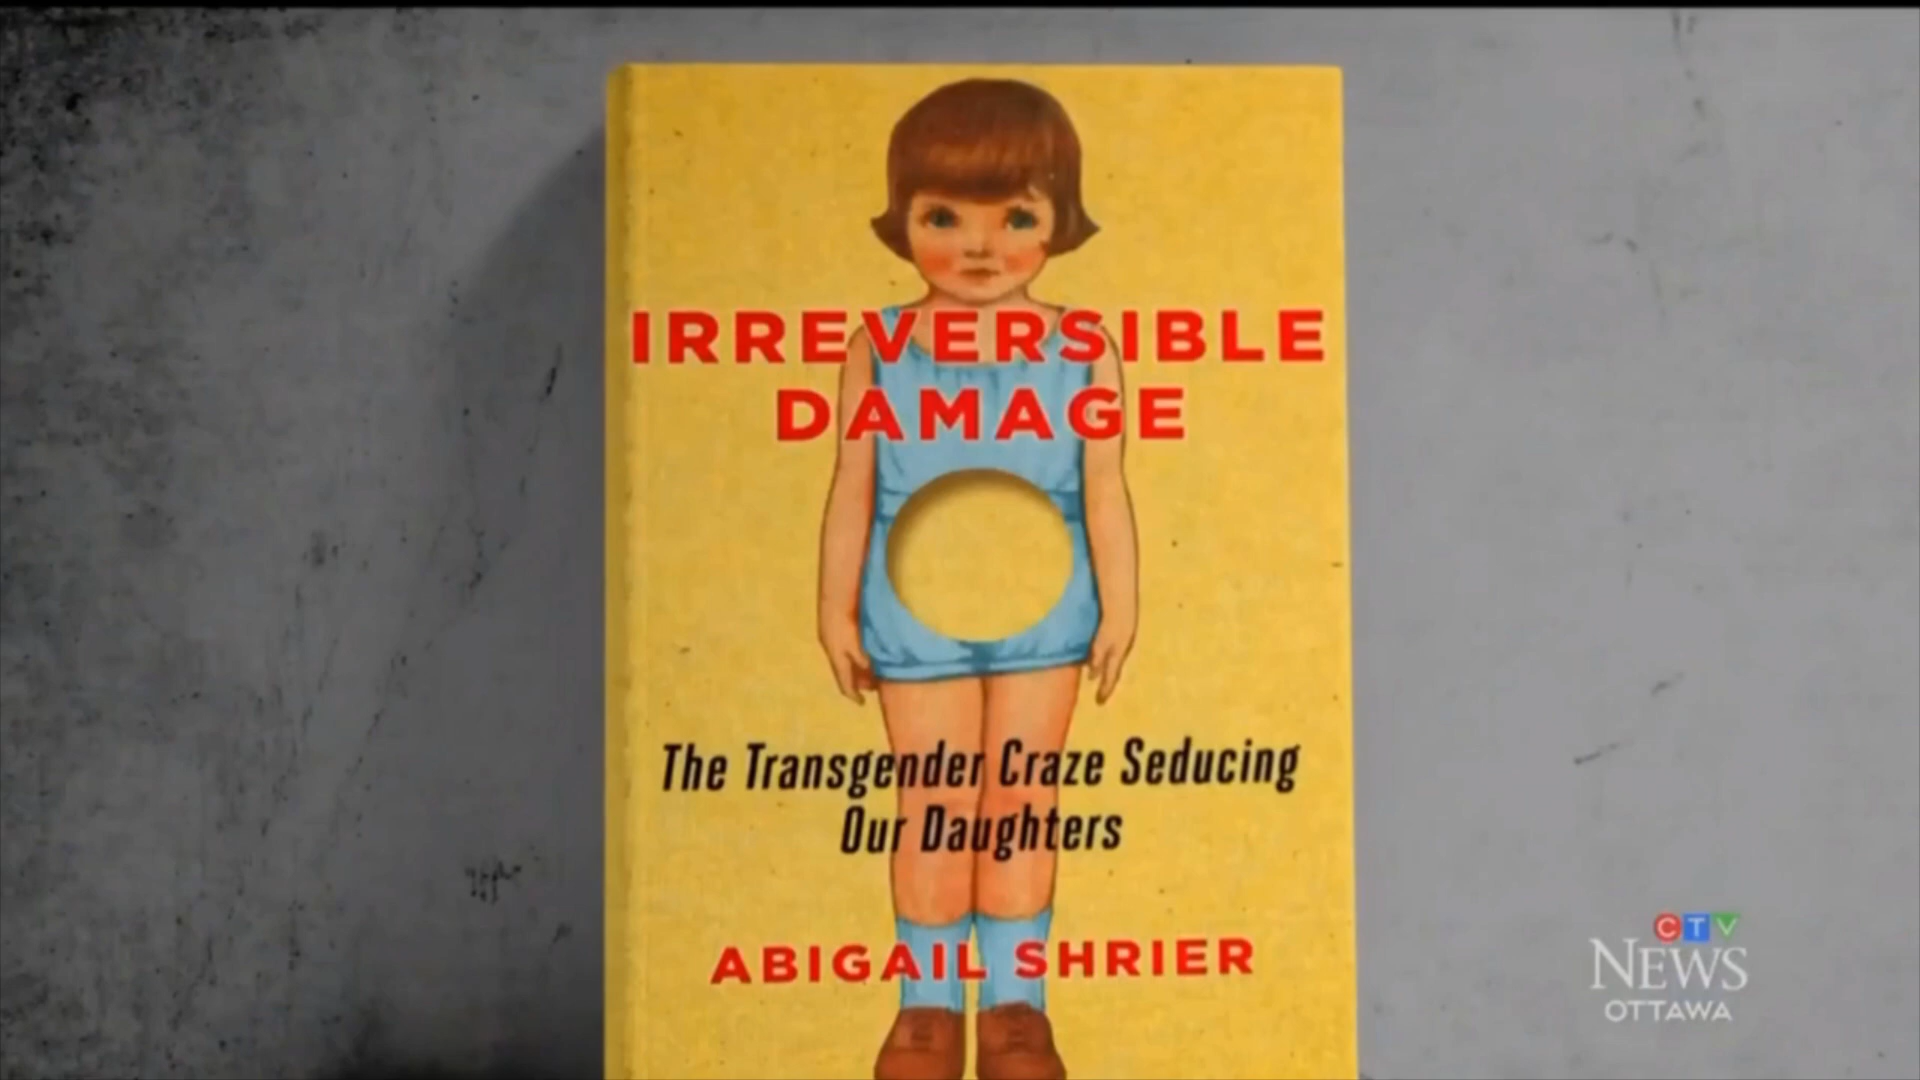 IRREVERSIBLE
DAMAGE
The Transgender Craze Seducing
Our Daughters
ABIGAIL SHRIER
CTV
NEWS
OTTAWA